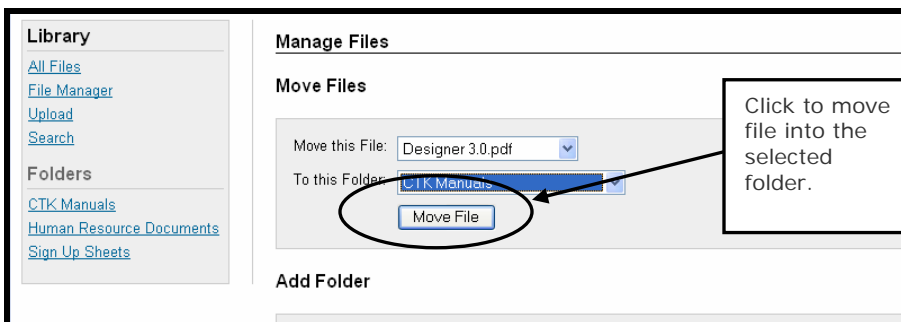 Library
All Files
File Manager
Upload
Search
Folders
CTK Manuals
Human Resource Documents
Sign Up Sheets
Manage Files
Move Files
Move this File: Designer 3.0.pdf
To this Folder: CTK Manuals
Move File
Click to move
file into the
selected
folder.
Add Folder